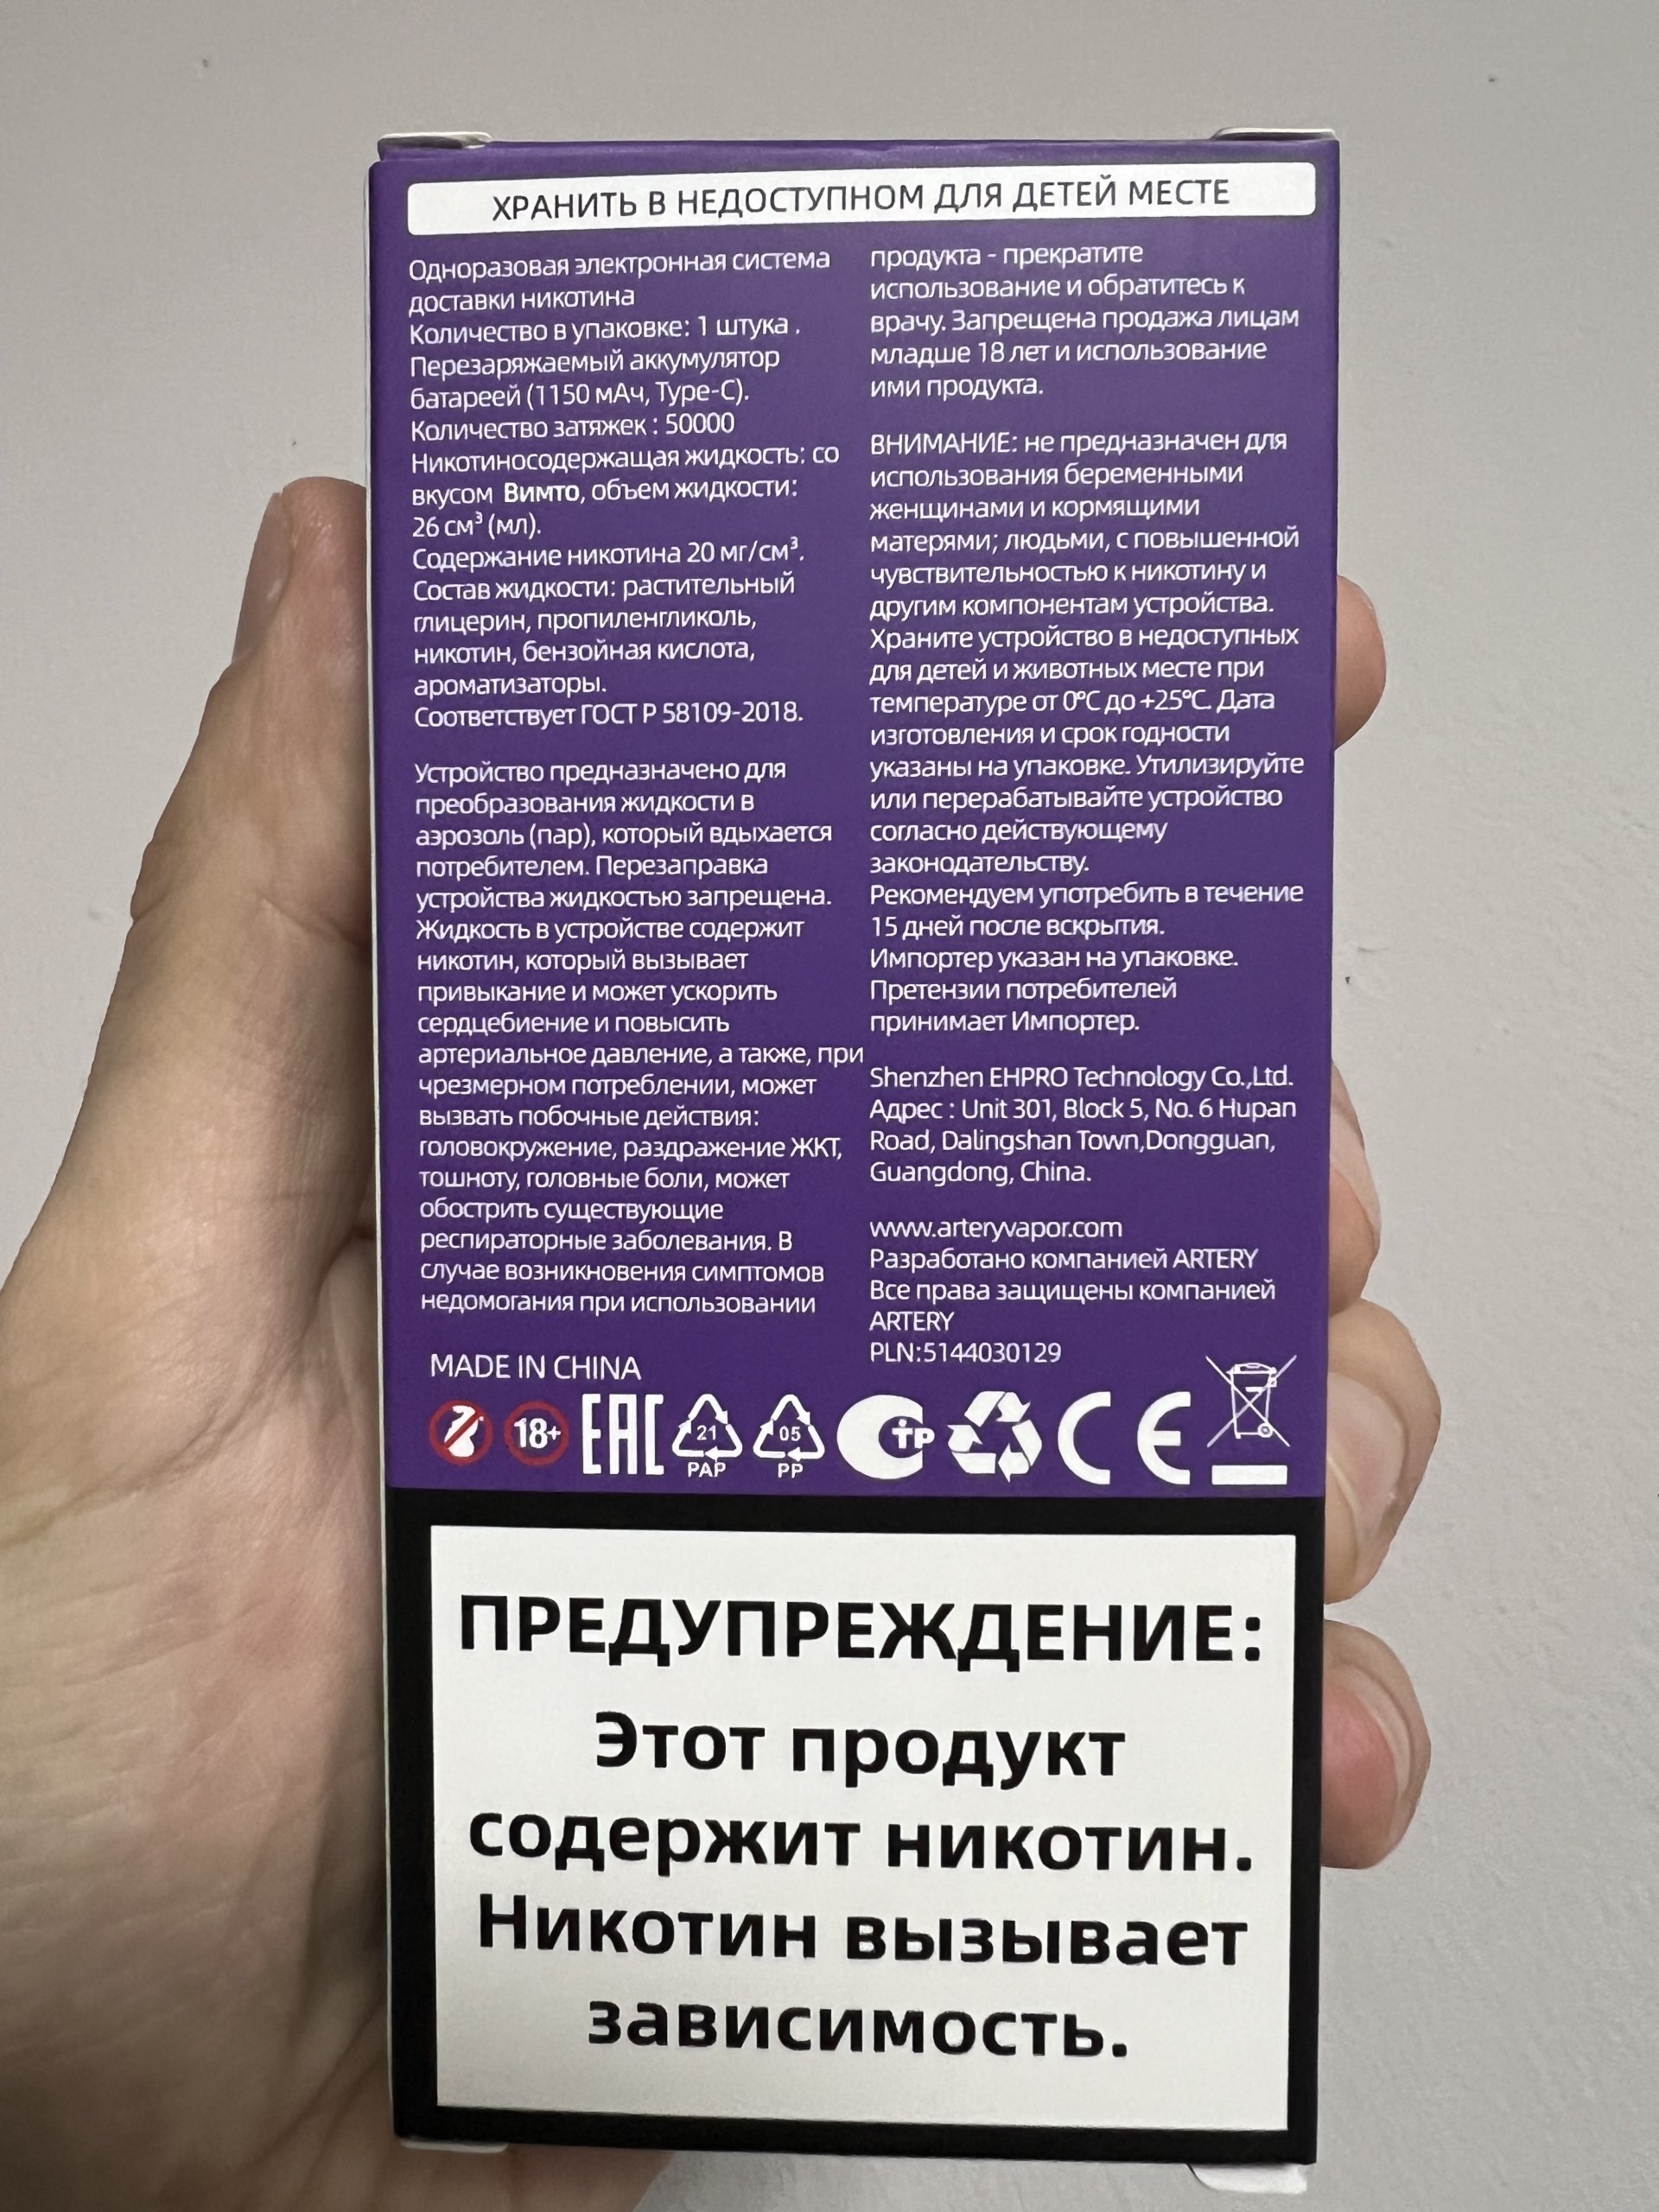 ХРАНИТЬ В НЕДОСТУПНОМ ДЛЯ ДЕТЕЙ МЕСТЕ
Одноразовая электронная система
доставки никотина
Количество в упаковке: 1 штука .
Перезаряжаемый аккумулятор
батареей (1150 мАч, Type-C).
Количество затяжек : 50000
Никотиносодержащая жидкость: со
вкусом Вимто, объем жидкости:
26 см³ (мл).
Содержание никотина 20 мг/см³.
Состав жидкости: растительный
глицерин, пропиленгликоль,
никотин, бензойная кислота,
ароматизаторы.
Соответствует ГОСТ Р 58109-2018.
Устройство предназначено для
преобразования жидкости в
аэрозоль (пар), который вдыхается
потребителем. Перезаправка
устройства жидкостью запрещена.
Жидкость в устройстве содержит
никотин, который вызывает
привыкание и может ускорить
сердцебиение и повысить
артериальное давление, а также, при
чрезмерном потреблении, может
вызвать побочные действия:
головокружение, раздражение ЖКТ,
тошноту, головные боли, может
обострить существующие
респираторные заболевания. В
случае возникновения симптомов
недомогания при использовании
продукта - прекратите
использование и обратитесь к
врачу. Запрещена продажа лицам
младше 18 лет и использование
ими продукта.
ВНИМАНИЕ: не предназначен для
использования беременными
женщинами и кормящими
матерями; людьми, с повышенной
чувствительностью к никотину и
другим компонентам устройства.
Храните устройство в недоступных
для детей и животных месте при
температуре от 0°C до +25°C. Дата
изготовления и срок годности
указаны на упаковке. Утилизируйте
или перерабатывайте устройство
согласно действующему
законодательству.
Рекомендуем употребить в течение
15 дней после вскрытия.
Импортер указан на упаковке.
Претензии потребителей
принимает Импортер.
Shenzhen EHPRO Technology Co.,Ltd.
Адрес : Unit 301, Block 5, No. 6 Hupan
Road, Dalingshan Town,Dongguan,
Guangdong, China.
www.arteryvapor.com
Разработано компанией ARTERY
Все права защищены компанией
ARTERY
PLN:5144030129
MADE IN CHINA
18+ EAC 21 PAP 05 PP СТР CE
ПРЕДУПРЕЖДЕНИЕ:
Этот продукт
содержит никотин.
Никотин вызывает
зависимость.